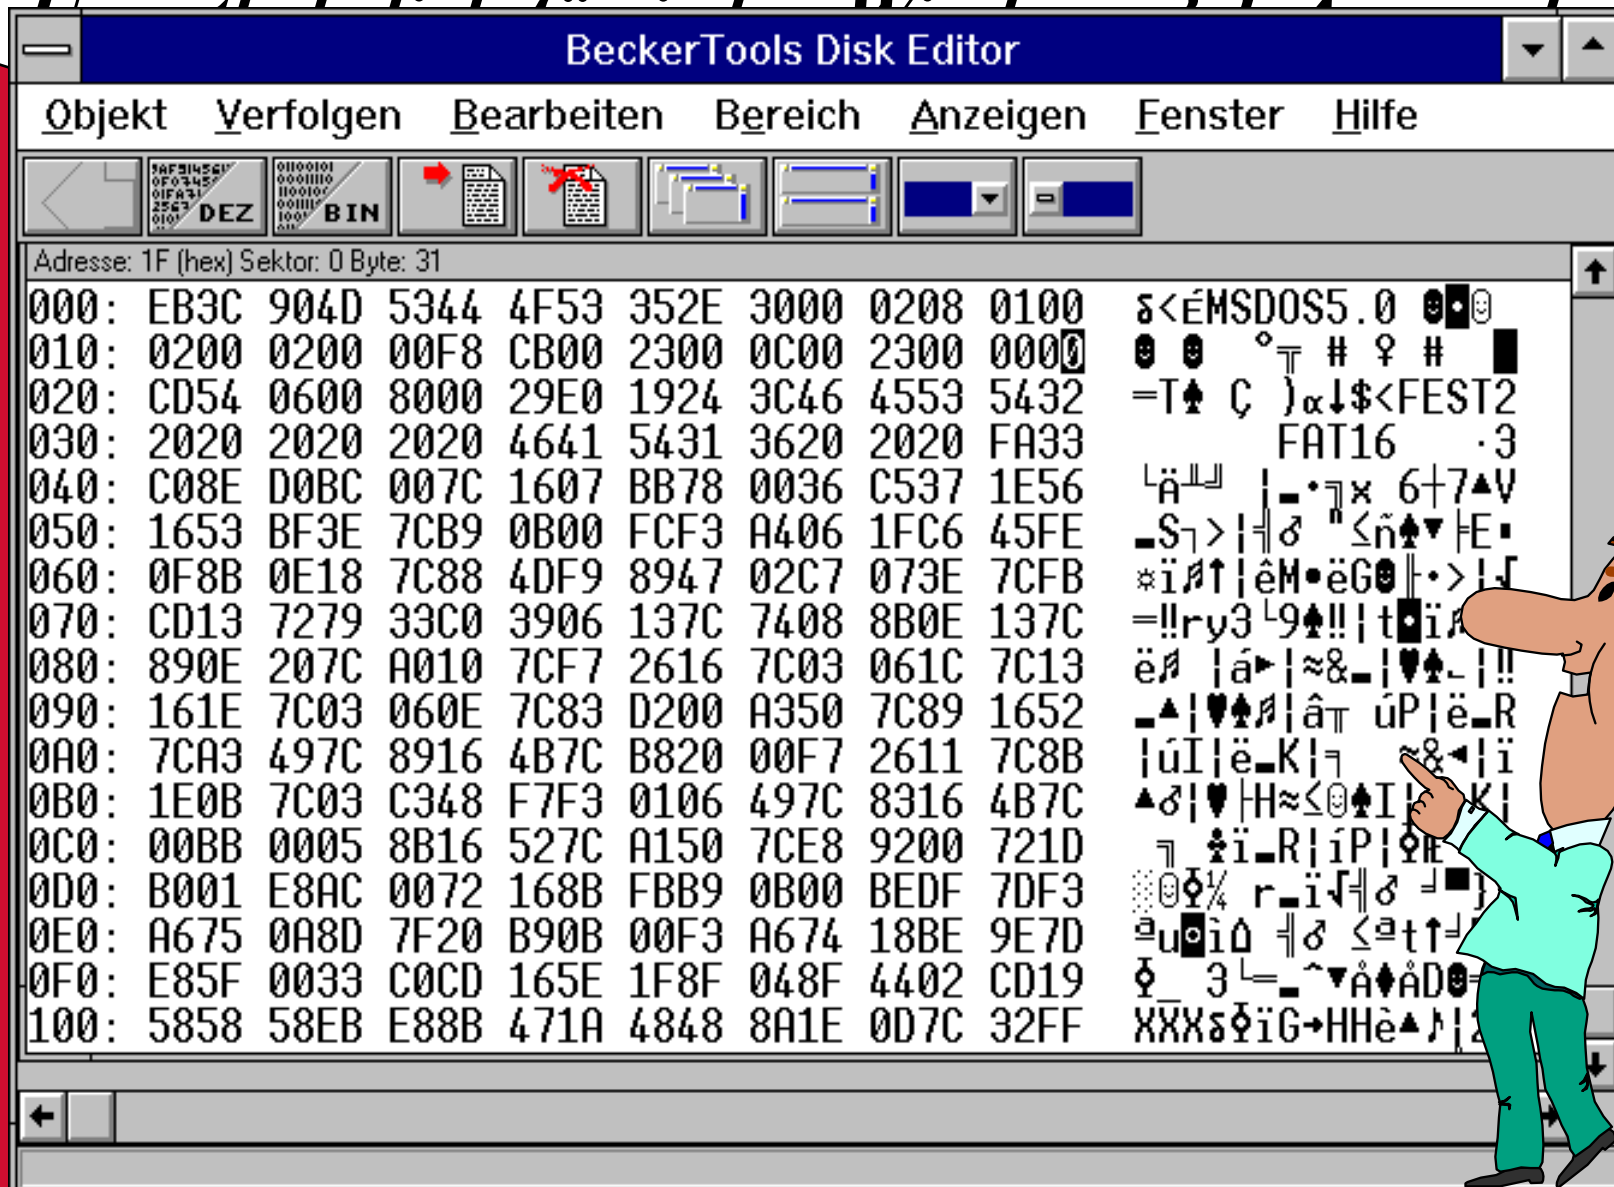 BeckerTools Disk Editor
Objekt Verfolgen Bearbeiten Bereich Anzeigen Fenster Hilfe
DEZ BIN
Adresse: 1F (hex) Sektor: 0 Byte: 31
000: EB3C 904D 5344 4F53 352E 3000 0208 0100 δ<ÉMSDOS5.0
010: 0200 0200 00F8 CB00 2300 0C00 2300 0000 ° ╤ # ♀ #
020: CD54 0600 8000 29E0 1924 3C46 4553 5432 =T♠ Ç )α↓$<FEST2
030: 2020 2020 2020 4641 5431 3620 2020 FA33 FAT16 ·3
040: C08E D0BC 007C 1607 BB78 0036 C537 1E56
050: 1653 BF3E 7CB9 0B00 FCF3 A406 1FC6 45FE
060: 0F8B 0E18 7C88 4DF9 8947 02C7 073E 7CFB
070: CD13 7279 33C0 3906 137C 7408 8B0E 137C
080: 890E 207C A010 7CF7 2616 7C03 061C 7C13
090: 161E 7C03 060E 7C83 D200 A350 7C89 1652
0A0: 7CA3 497C 8916 4B7C B820 00F7 2611 7C8B
0B0: 1E0B 7C03 C348 F7F3 0106 497C 8316 4B7C
0C0: 00BB 0005 8B16 527C A150 7CE8 9200 721D
0D0: B001 E8AC 0072 168B FBB9 0B00 BEDF 7DF3
0E0: A675 0A8D 7F20 B90B 00F3 A674 18BE 9E7D
0F0: E85F 0033 C0CD 165E 1F8F 048F 4402 CD19
100: 5858 58EB E88B 471A 4848 8A1E 0D7C 32FF